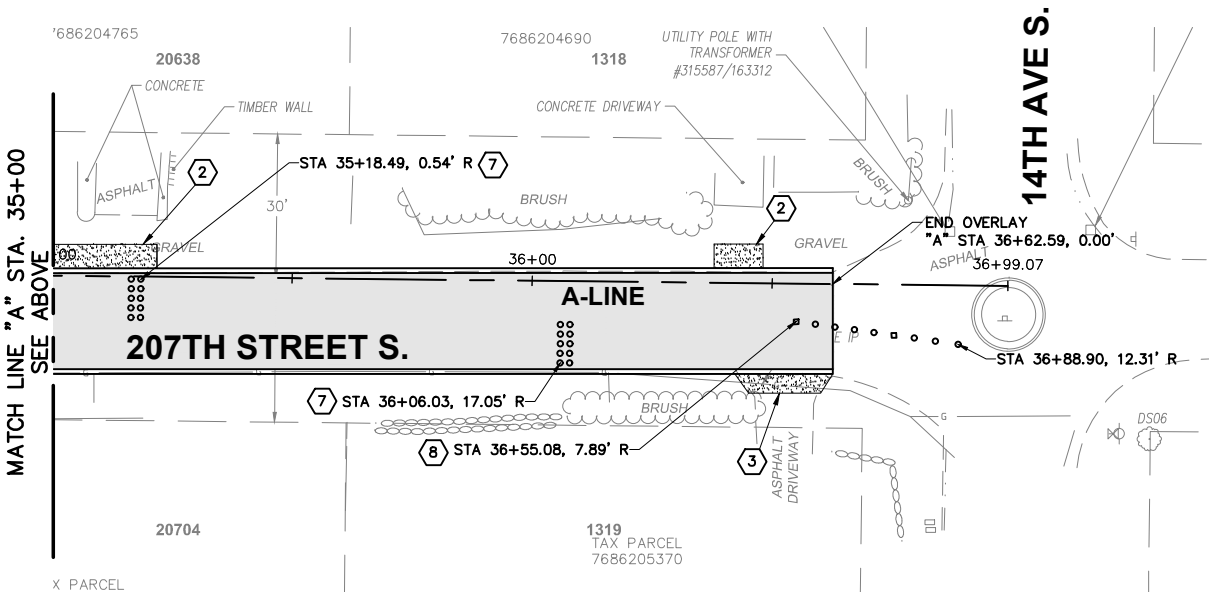 '686204765
20638
CONCRETE
TIMBER WALL
7686204690
1318
UTILITY POLE WITH
TRANSFORMER
#315587/163312
CONCRETE DRIVEWAY
14TH AVE S.
MATCH LINE "A" STA. 35+00
SEE ABOVE
ASPHALT
2
STA 35+18.49, 0.54' R 7
30'
BRUSH
BRUSH
2
GRAVEL
GRAVEL
END OVERLAY
"A" STA 36+62.59, 0.00'
ASPHALT
36+99.07
00
36+00
A-LINE
207TH STREET S.
E IP
STA 36+88.90, 12.31' R
7 STA 36+06.03, 17.05' R
BRUSH
8 STA 36+55.08, 7.89' R
3
ASPHALT
DRIVEWAY
G
DS06
20704
1319
TAX PARCEL
7686205370
X PARCEL